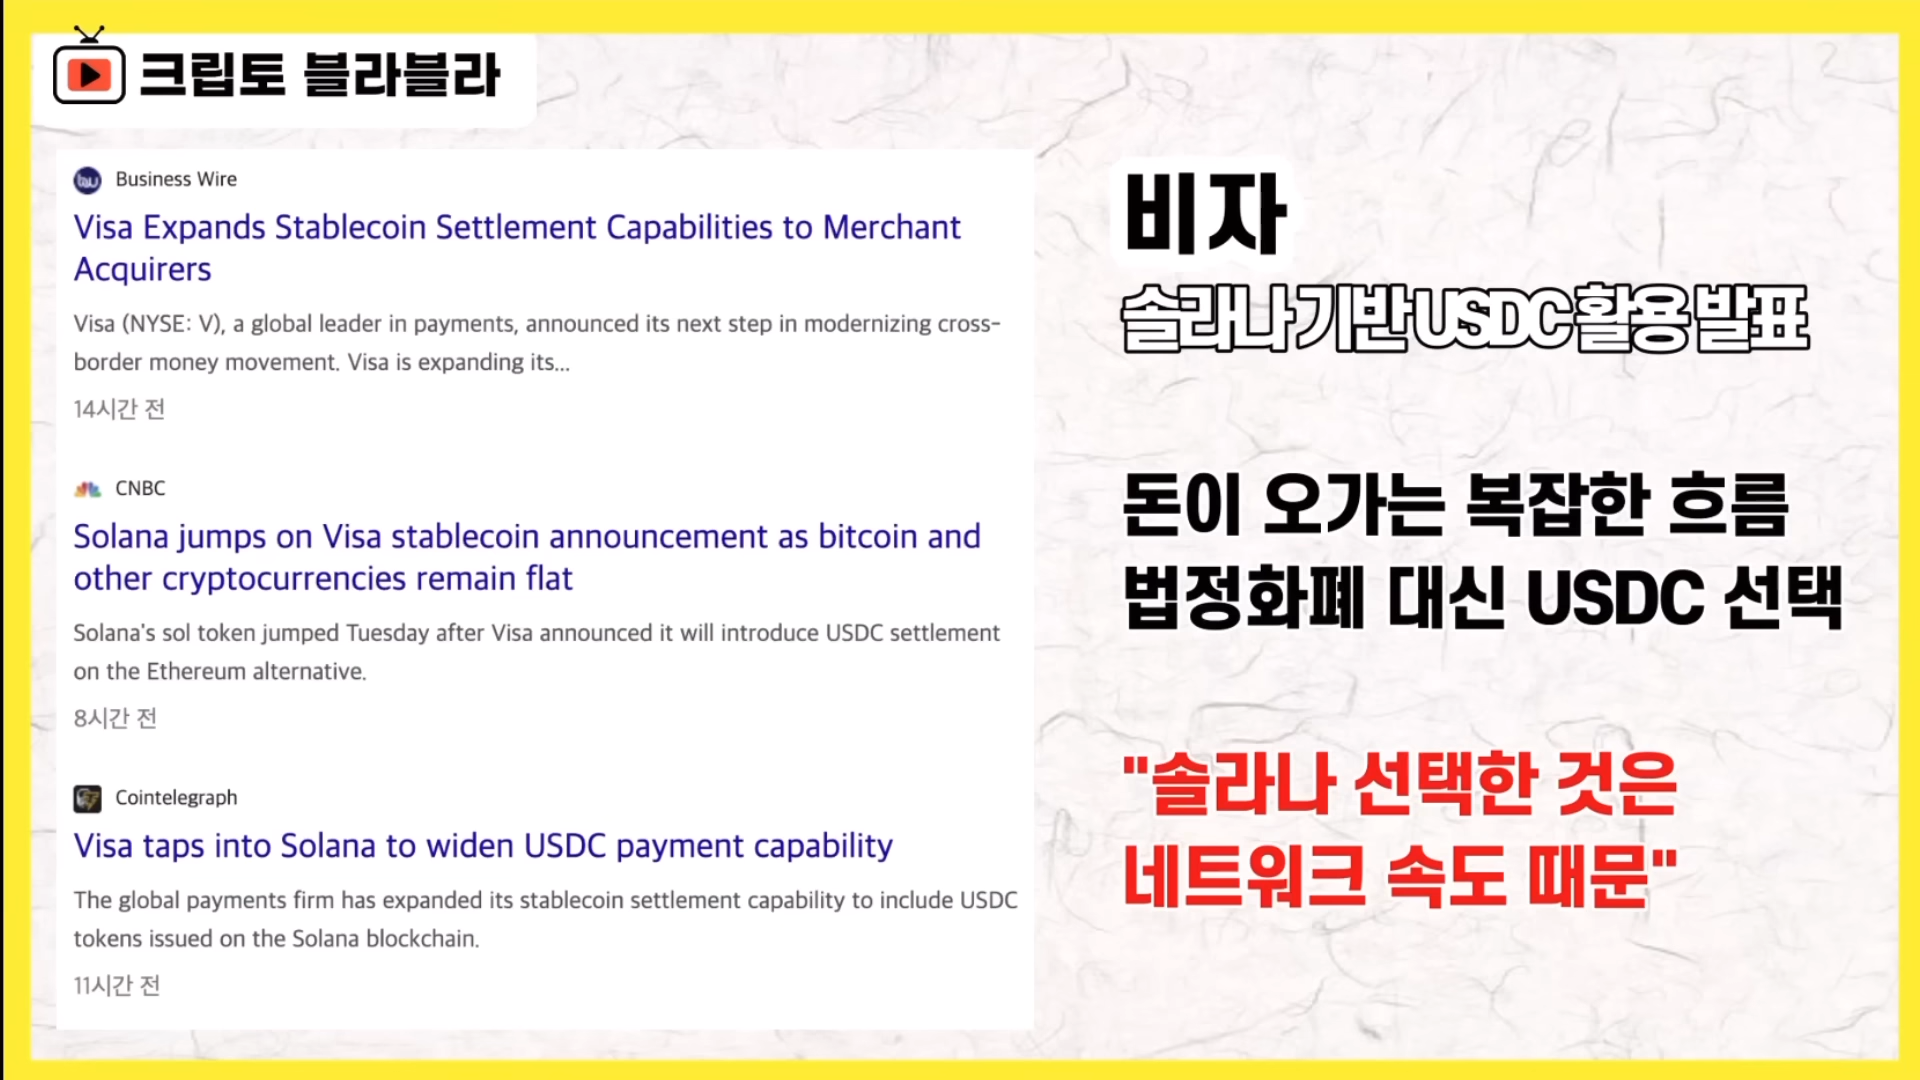 크립토 블라블라
Business Wire
Visa Expands Stablecoin Settlement Capabilities to Merchant
Acquirers
Visa (NYSE: V), a global leader in payments, announced its next step in modernizing cross-
border money movement. Visa is expanding its...
14시간 전
CNBC
Solana jumps on Visa stablecoin announcement as bitcoin and
other cryptocurrencies remain flat
Solana's sol token jumped Tuesday after Visa announced it will introduce USDC settlement
on the Ethereum alternative.
8시간 전
Cointelegraph
Visa taps into Solana to widen USDC payment capability
The global payments firm has expanded its stablecoin settlement capability to include USDC
tokens issued on the Solana blockchain.
11시간 전
비자
솔라나 기반 USDC 활용 발표
돈이 오가는 복잡한 흐름
법정화폐 대신 USDC 선택
"솔라나 선택한 것은
네트워크 속도 때문"